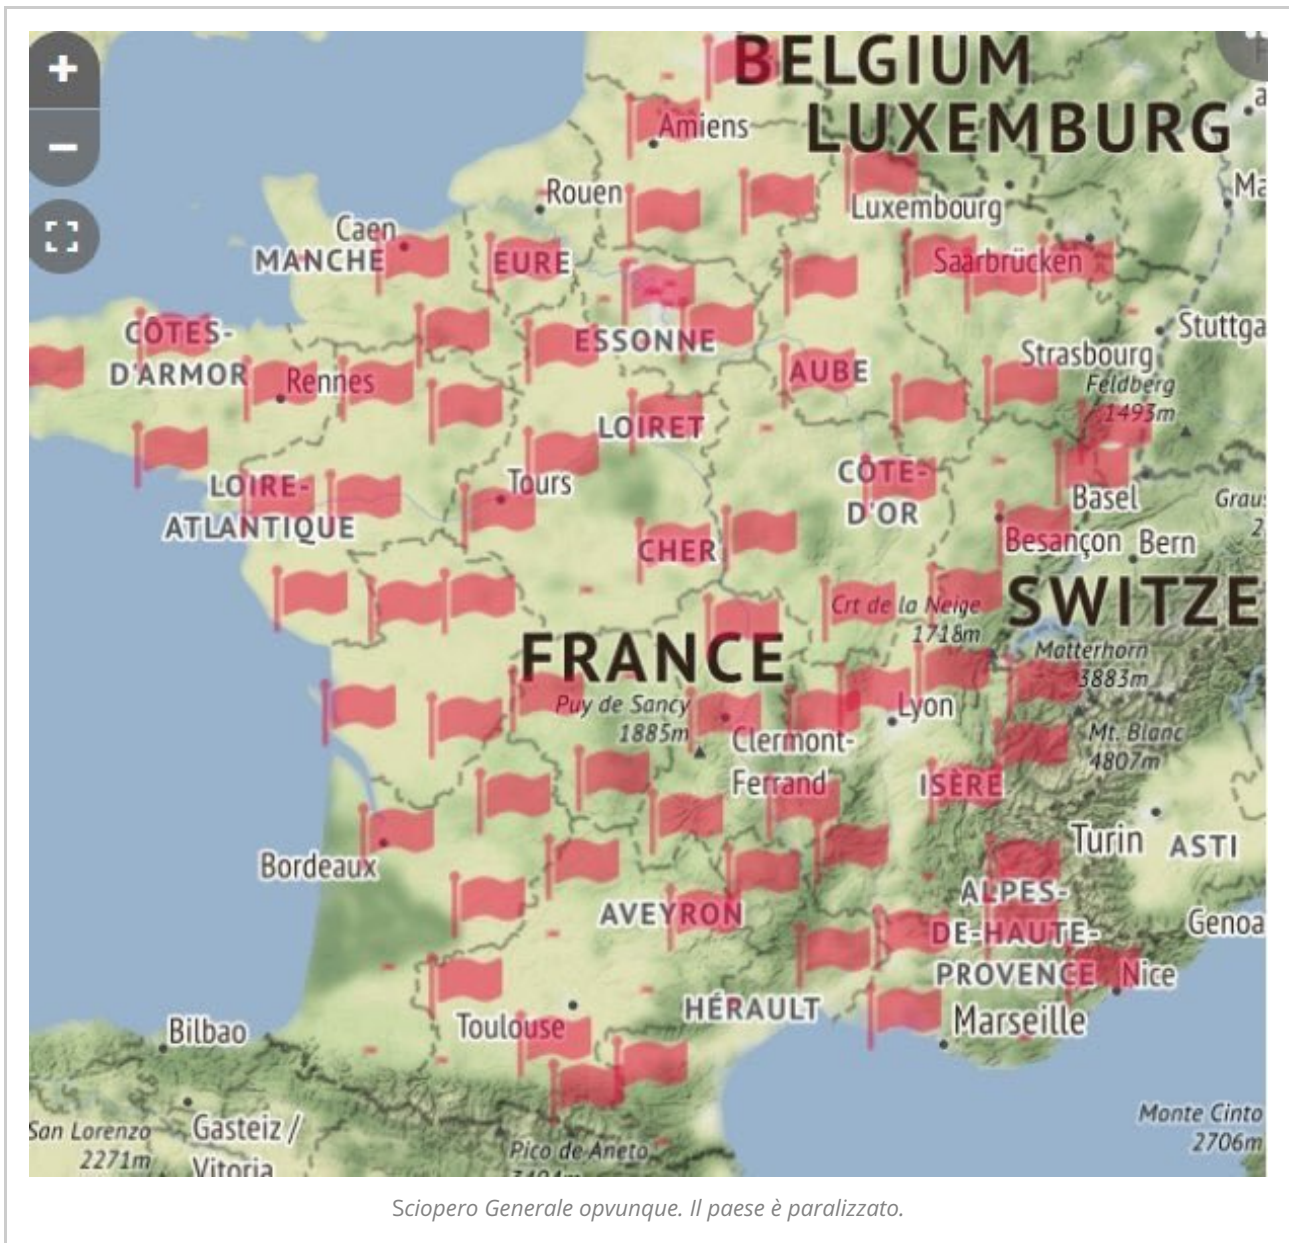 +
BELGIUM
LUXEMBURG
Amiens
−
Rouen
Luxembourg
Caen
MANCHE
EURE
Saarbrücken
CÔTES-
D'ARMOR
ESSONNE
Stuttga
Strasbourg
Rennes
AUBE
Feldberg
1493m
LOIRET
LOIRE-
ATLANTIQUE
Tours
CÔTE-
D'OR
Basel
Grau
2
CHER
Besançon
Bern
Crt de la Neige
1718m
SWITZE
FRANCE
Matterhorn
3883m
Puy de Sancy
1885m
Lyon
Clermont-
Ferrand
Mt. Blanc
4807m
ISÈRE
Bordeaux
Turin
ASTI
AVEYRON
ALPES-
DE-HAUTE-
PROVENCE
Genoa
Nice
HÉRAULT
Marseille
Bilbao
Toulouse
San Lorenzo
2271m
Gasteiz /
Vitoria
Pico de Aneto
3404m
Monte Cinto
2706m
Sciopero Generale opvunque. Il paese è paralizzato.